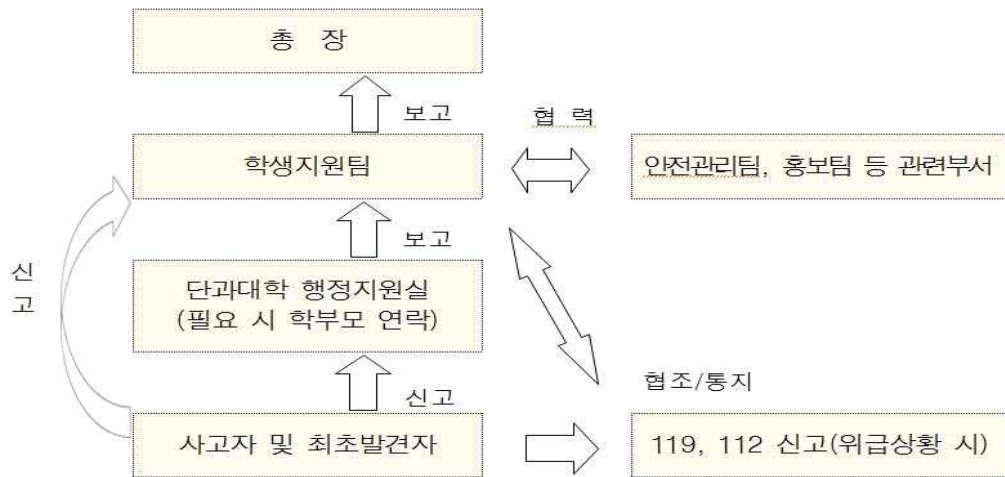 총 장
보고
협 력
학생지원팀
안전관리팀, 홍보팀 등 관련부서
보고
신
고
단과대학 행정지원실
(필요 시 학부모 연락)
협조/통지
신고
사고자 및 최초발견자
119, 112 신고(위급상황 시)